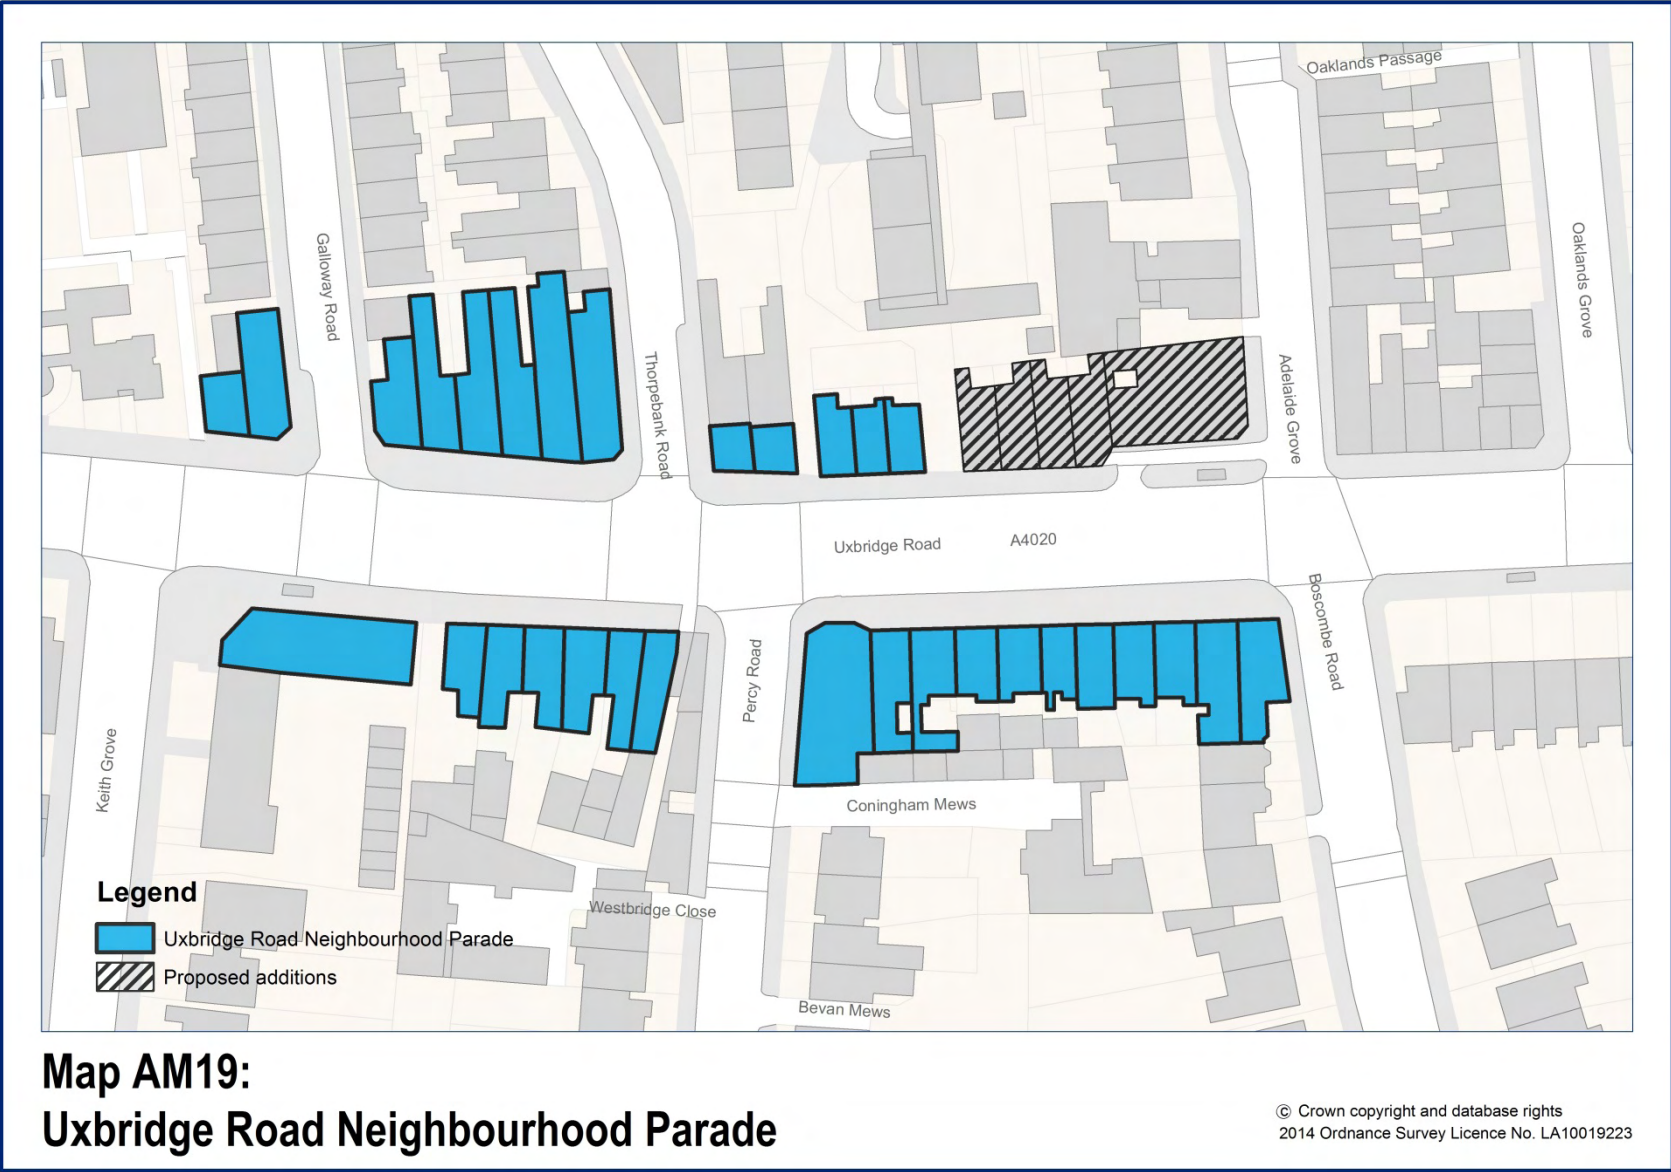 Oaklands Passage
Galloway Road
Oaklands Grove
Thorpebank Road
Adelaide Grove
Uxbridge Road
A4020
Boscombe Road
Percy Road
Keith Grove
Coningham Mews
Westbridge Close
Bevan Mews
Legend
Uxbridge Road Neighbourhood Parade
Proposed additions
Map AM19:
Uxbridge Road Neighbourhood Parade
© Crown copyright and database rights
2014 Ordnance Survey Licence No. LA10019223